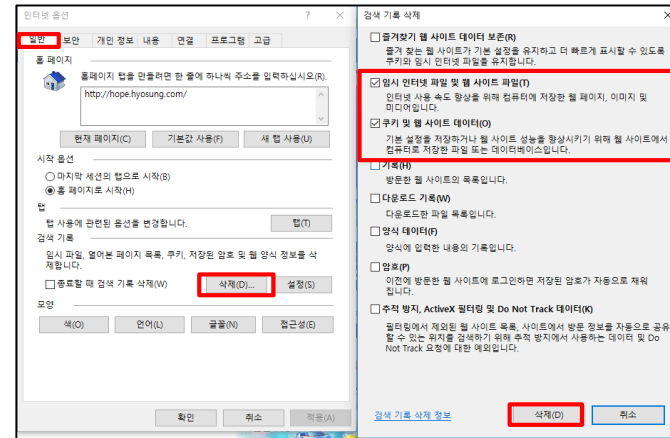 인터넷 옵션
일반 보안 개인 정보 내용 연결 프로그램 고급
홈 페이지
홈페이지 탭을 만들려면 한 줄에 하나씩 주소를 입력하십시오(R).
http://hope.hyosung.com/
현재 페이지(C) 기본값 사용(F) 새 탭 사용(U)
시작 옵션
마지막 세션의 탭으로 시작(B)
홈 페이지로 시작(H)
탭
탭 사용에 관련된 옵션을 변경합니다. 탭(T)
검색 기록
임시 파일, 열어본 페이지 목록, 쿠키, 저장된 암호 및 웹 양식 정보를 삭
제합니다.
종료할 때 검색 기록 삭제(W) 삭제(D)... 설정(S)
모양
색(O) 언어(L) 글꼴(N) 접근성(E)
확인 취소 적용(A)
검색 기록 삭제
즐겨찾기 웹 사이트 데이터 보존(R)
즐겨 찾는 웹 사이트가 기본 설정을 유지하고 더 빠르게 표시할 수 있도록
쿠키와 임시 인터넷 파일을 유지합니다.
임시 인터넷 파일 및 웹 사이트 파일(T)
인터넷 사용 속도 향상을 위해 컴퓨터에 저장한 웹 페이지, 이미지 및
미디어입니다.
쿠키 및 웹 사이트 데이터(O)
기본 설정을 저장하거나 웹 사이트 성능을 향상시키기 위해 웹 사이트에서
컴퓨터로 저장한 파일 또는 데이터베이스입니다.
기록(H)
방문한 웹 사이트의 목록입니다.
다운로드 기록(W)
다운로드한 파일 목록입니다.
양식 데이터(F)
양식에 입력한 내용의 기록입니다.
암호(P)
이전에 방문한 웹 사이트에 로그인하면 저장된 암호가 자동으로 채워
집니다.
추적 방지, ActiveX 필터링 및 Do Not Track 데이터(K)
필터링에서 제외된 웹 사이트 목록, 사이트에서 방문 정보를 자동으로 공유
할 수 있는 위치를 검색하기 위해 추적 방지에서 사용하는 데이터 및 Do
Not Track 요청에 대한 예외입니다.
검색 기록 삭제 정보 삭제(D) 취소